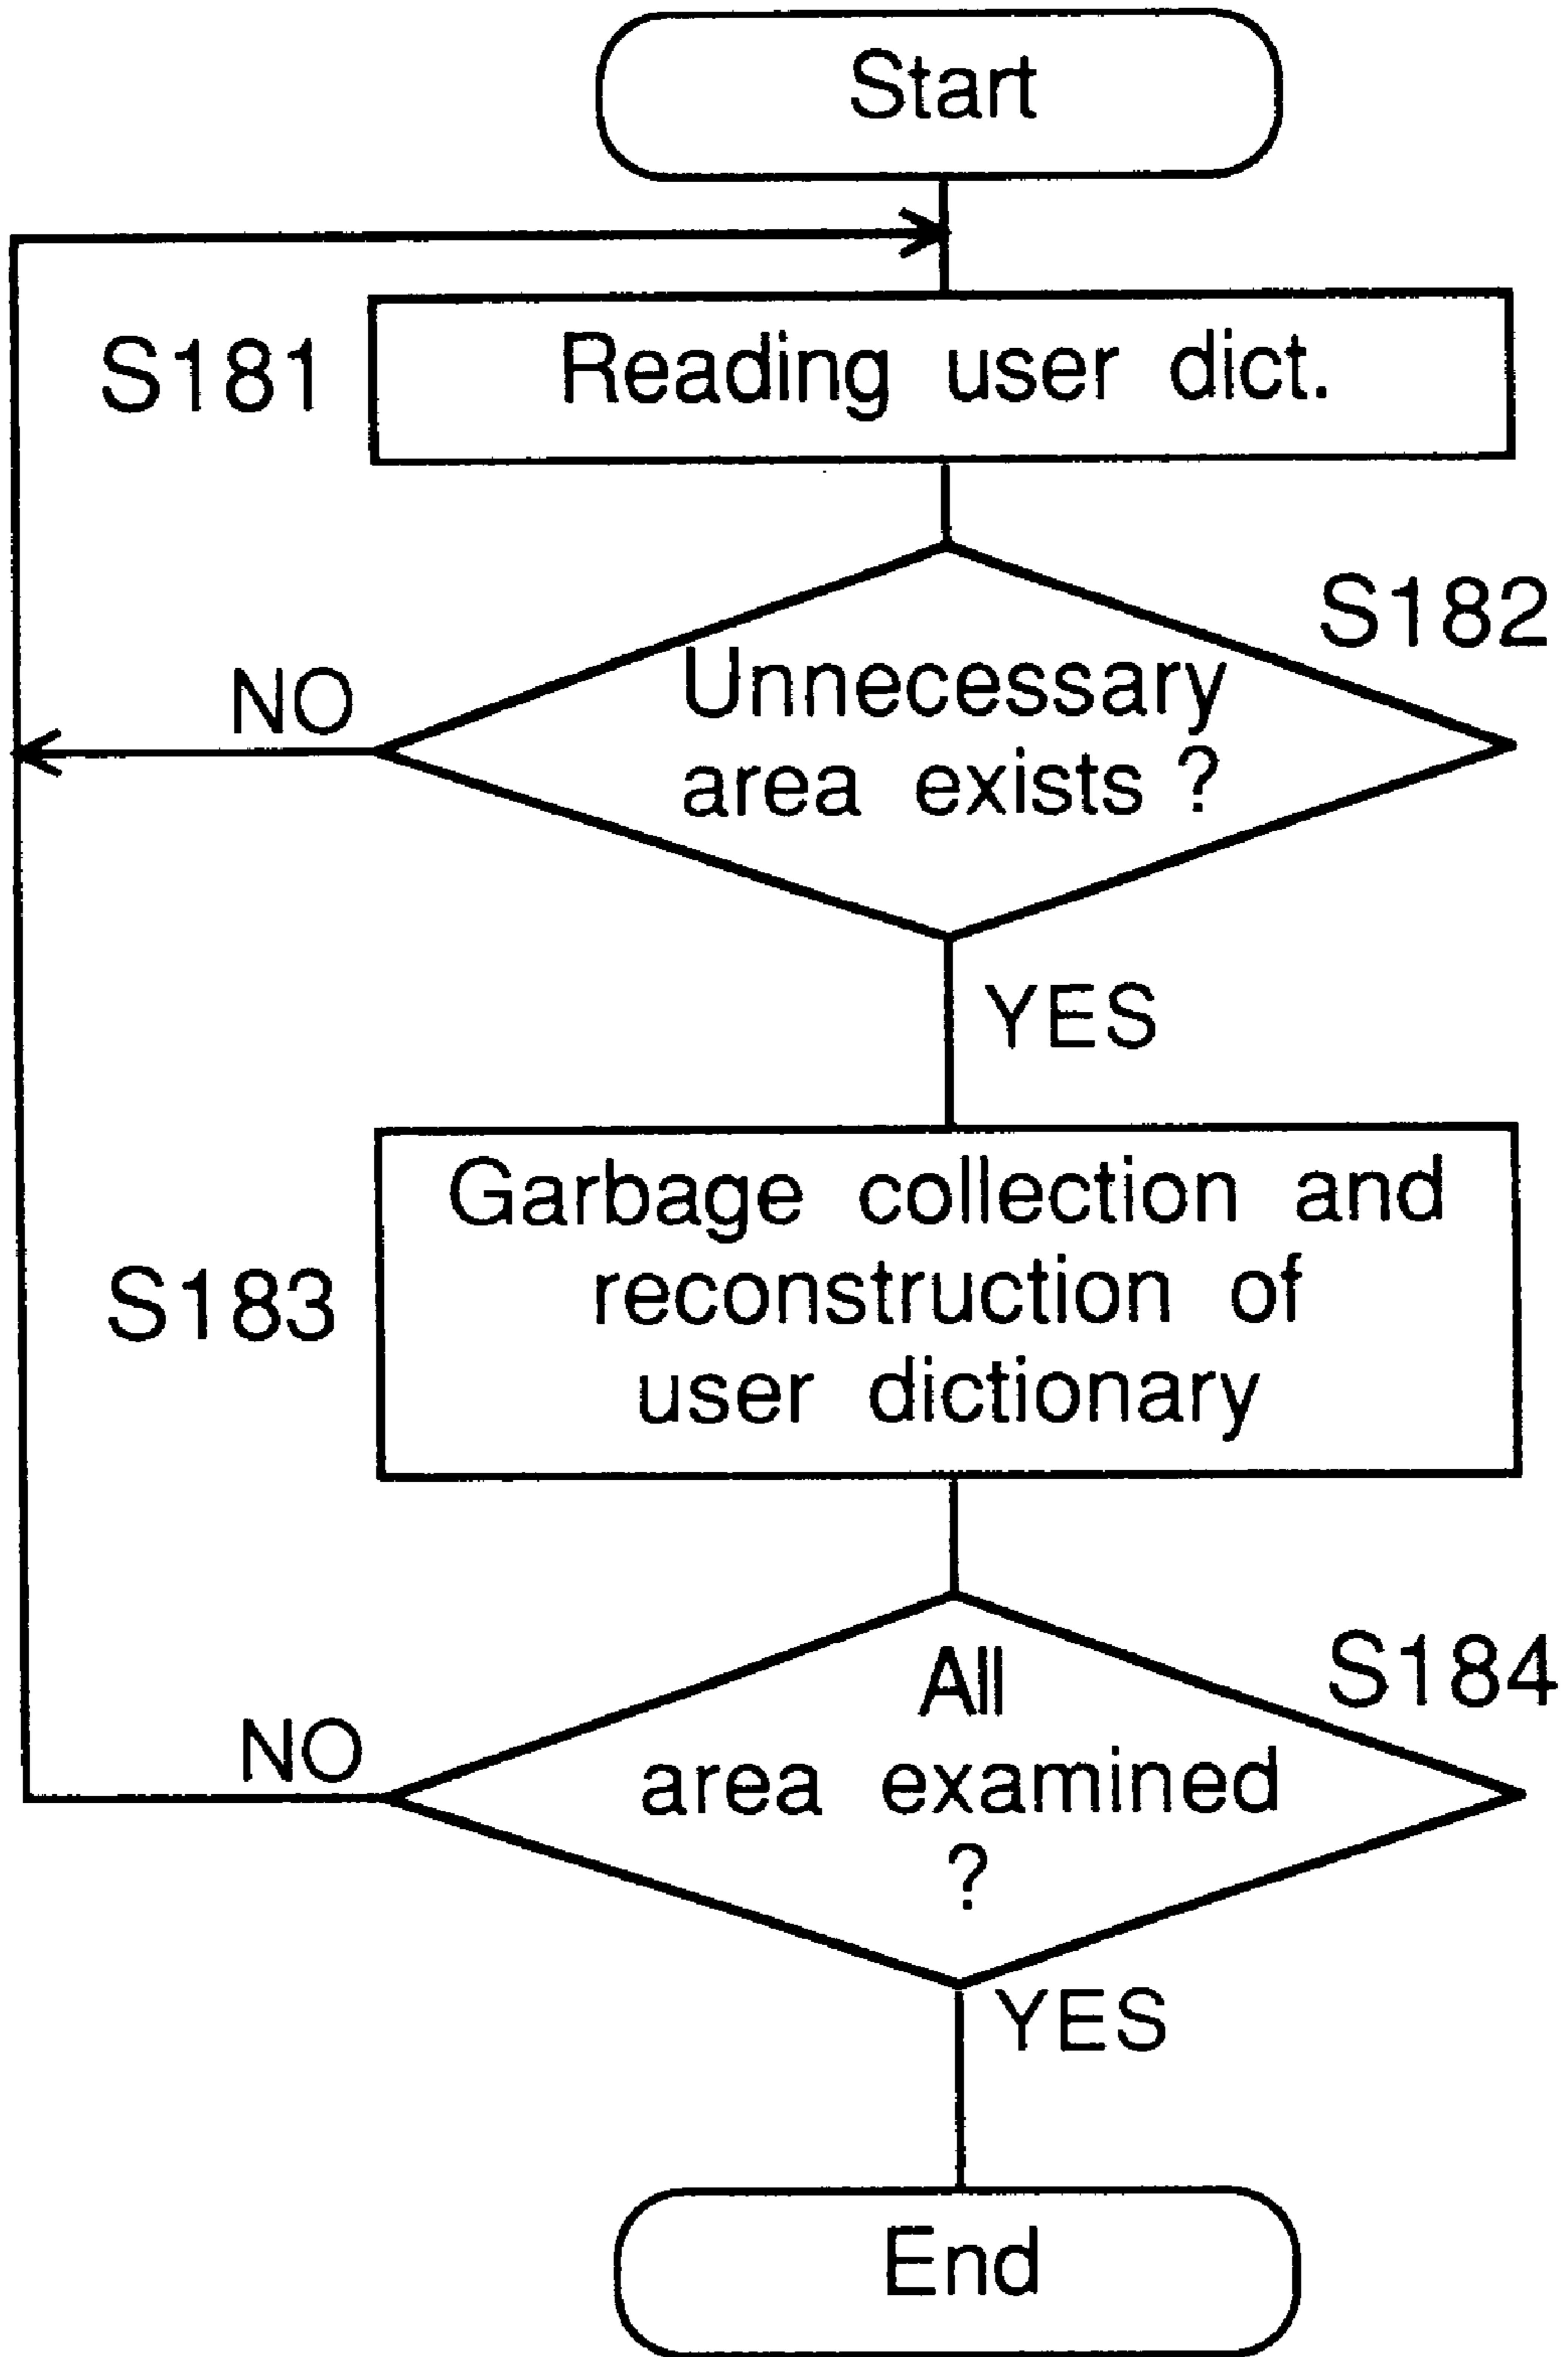 Start
S181
Reading user dict.
S182
NO
Unnecessary
area exists ?
YES
S183
Garbage collection and
reconstruction of
user dictionary
S184
NO
All
area examined
?
YES
End